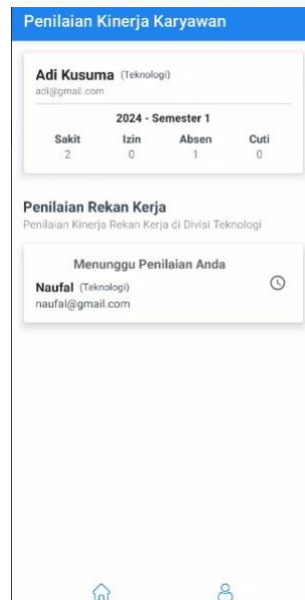 Penilaian Kinerja Karyawan
Adi Kusuma (Teknologi)
adi@gmail.com
2024 - Semester 1
Sakit Izin Absen Cuti
2 0 1 0
Penilaian Rekan Kerja
Penilaian Kinerja Rekan Kerja di Divisi Teknologi
Menunggu Penilaian Anda
Naufal (Teknologi)
naufal@gmail.com